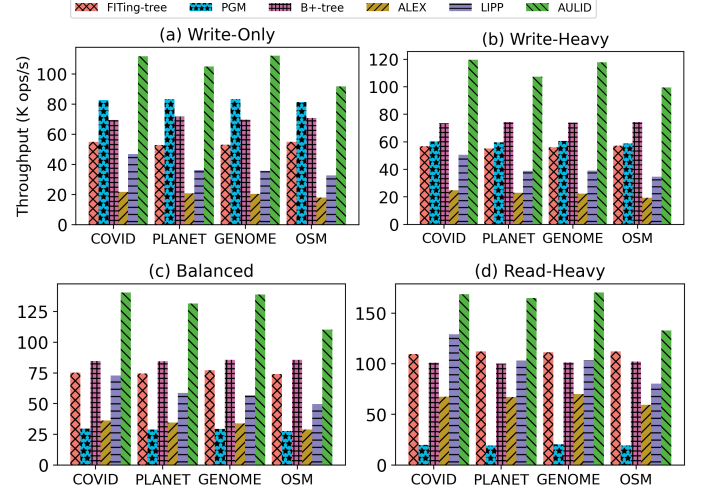 FITing-tree PGM B+-tree ALEX LIPP AULID
(a) Write-Only
Throughput (K ops/s)
100
80
60
40
20
0
COVID PLANET GENOME OSM
(b) Write-Heavy
120
100
80
60
40
20
0
COVID PLANET GENOME OSM
(c) Balanced
125
100
75
50
25
0
COVID PLANET GENOME OSM
(d) Read-Heavy
150
100
50
0
COVID PLANET GENOME OSM